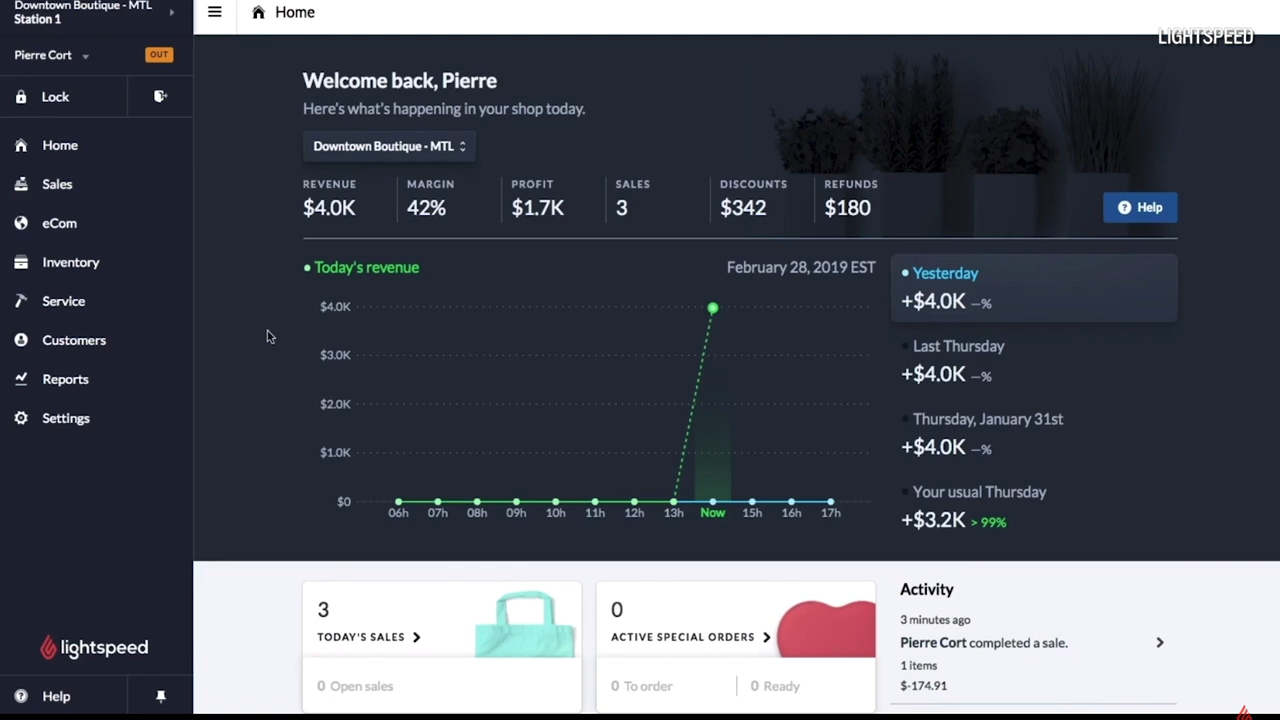 Downtown Boutique - MTL
Station 1
Pierre Cort
OUT
Lock
Home
Sales
eCom
Inventory
Service
Customers
Reports
Settings
lightspeed
Help
Home
LIGHTSPEED
Welcome back, Pierre
Here's what's happening in your shop today.
Downtown Boutique - MTL
REVENUE MARGIN PROFIT SALES DISCOUNTS REFUNDS
$4.0K 42% $1.7K 3 $342 $180
Help
Today's revenue February 28, 2019 EST
$4.0K
$3.0K
$2.0K
$1.0K
$0
06h 07h 08h 09h 10h 11h 12h 13h Now 15h 16h 17h
Yesterday
+$4.0K –%
Last Thursday
+$4.0K –%
Thursday, January 31st
+$4.0K –%
Your usual Thursday
+$3.2K > 99%
3
TODAY'S SALES
0 Open sales
0
ACTIVE SPECIAL ORDERS
0 To order 0 Ready
Activity
3 minutes ago
Pierre Cort completed a sale.
1 items
$-174.91